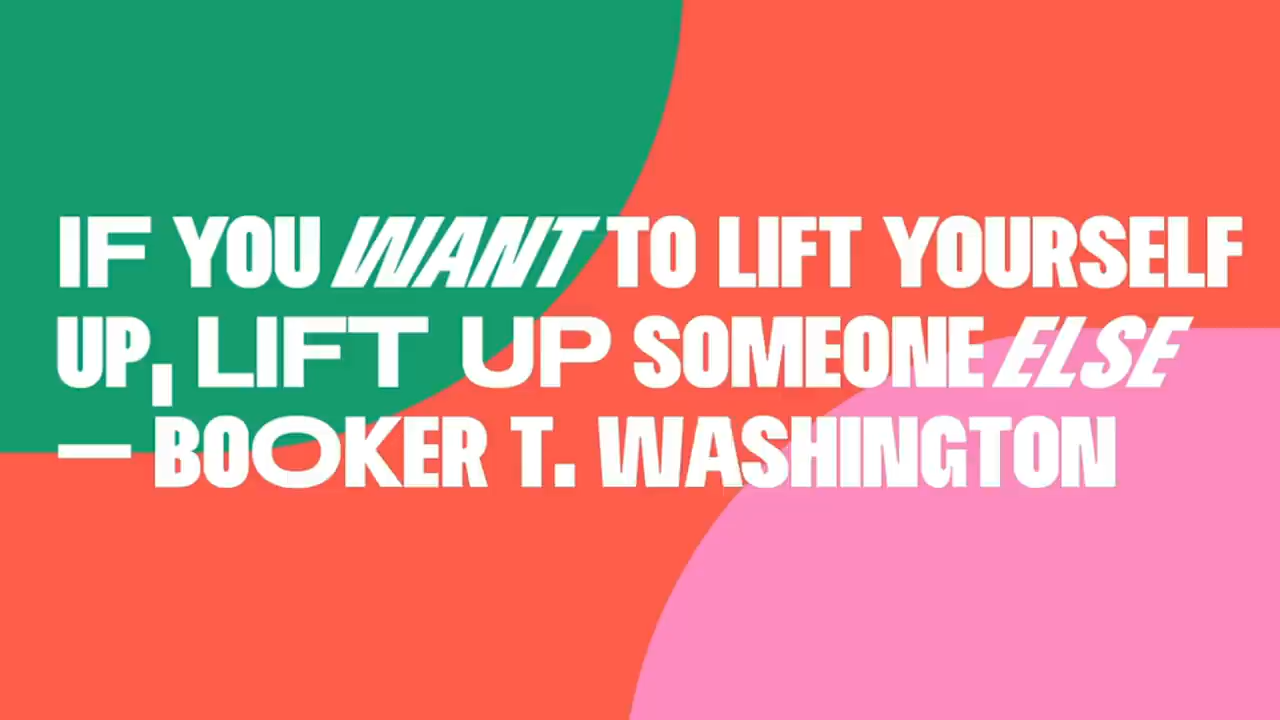 IF YOU WANT TO LIFT YOURSELF
UP, LIFT UP SOMEONE ELSE
— BOOKER T. WASHINGTON